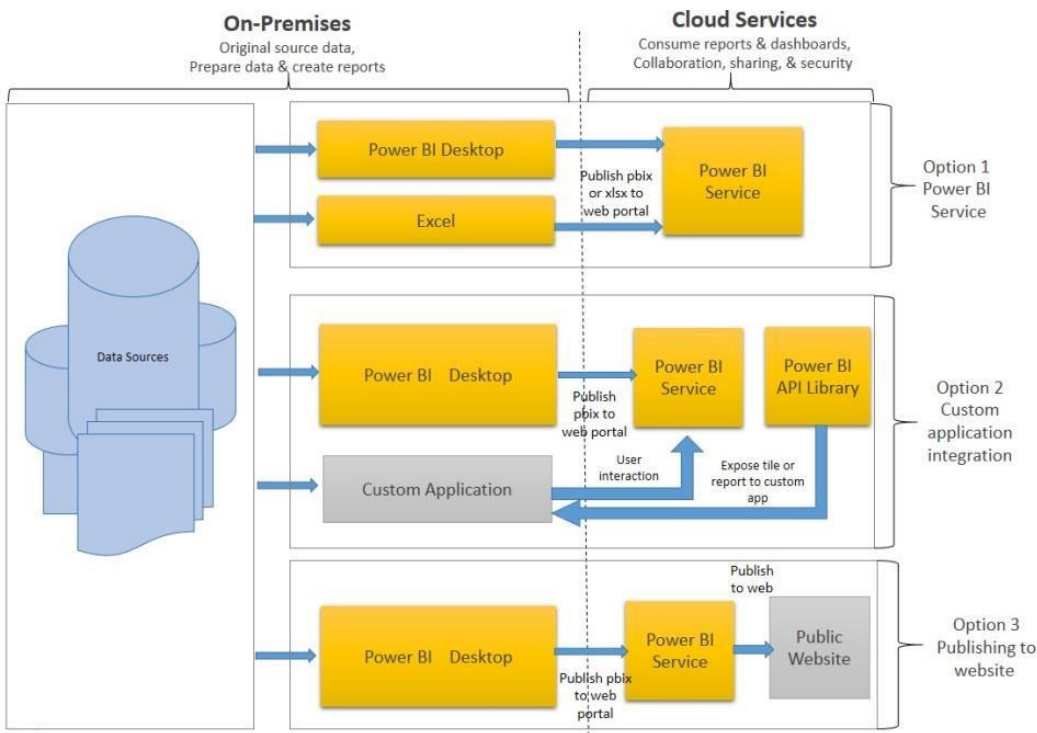 On-Premises
Original source data,
Prepare data & create reports
Cloud Services
Consume reports & dashboards,
Collaboration, sharing, & security
Data Sources
Power BI Desktop
Excel
Publish pbix
or xlsx to
web portal
Power BI
Service
Option 1
Power BI
Service
Power BI Desktop
Publish
pbix to
web portal
Power BI
Service
Power BI
API Library
Custom Application
User
interaction
Expose tile or
report to custom
app
Option 2
Custom
application
integration
Power BI Desktop
Publish pbix
to web
portal
Power BI
Service
Publish
to web
Public
Website
Option 3
Publishing to
website